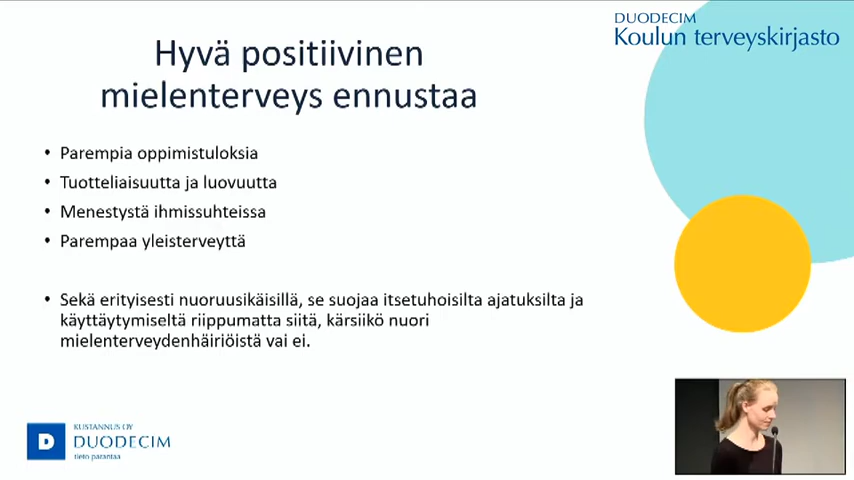 DUODECIM
Koulun terveyskirjasto
Hyvä positiivinen
mielenterveys ennustaa
• Parempia oppimistuloksia
• Tuotteliaisuutta ja luovuutta
• Menestystä ihmissuhteissa
• Parempaa yleisterveyttä
• Sekä erityisesti nuoruusikäisillä, se suojaa itsetuhoisilta ajatuksilta ja
käyttäytymiseltä riippumatta siitä, kärsiikö nuori
mielenterveydenhäiriöistä vai ei.
D
KUSTANNUS OY
DUODECIM
tieto parantaa